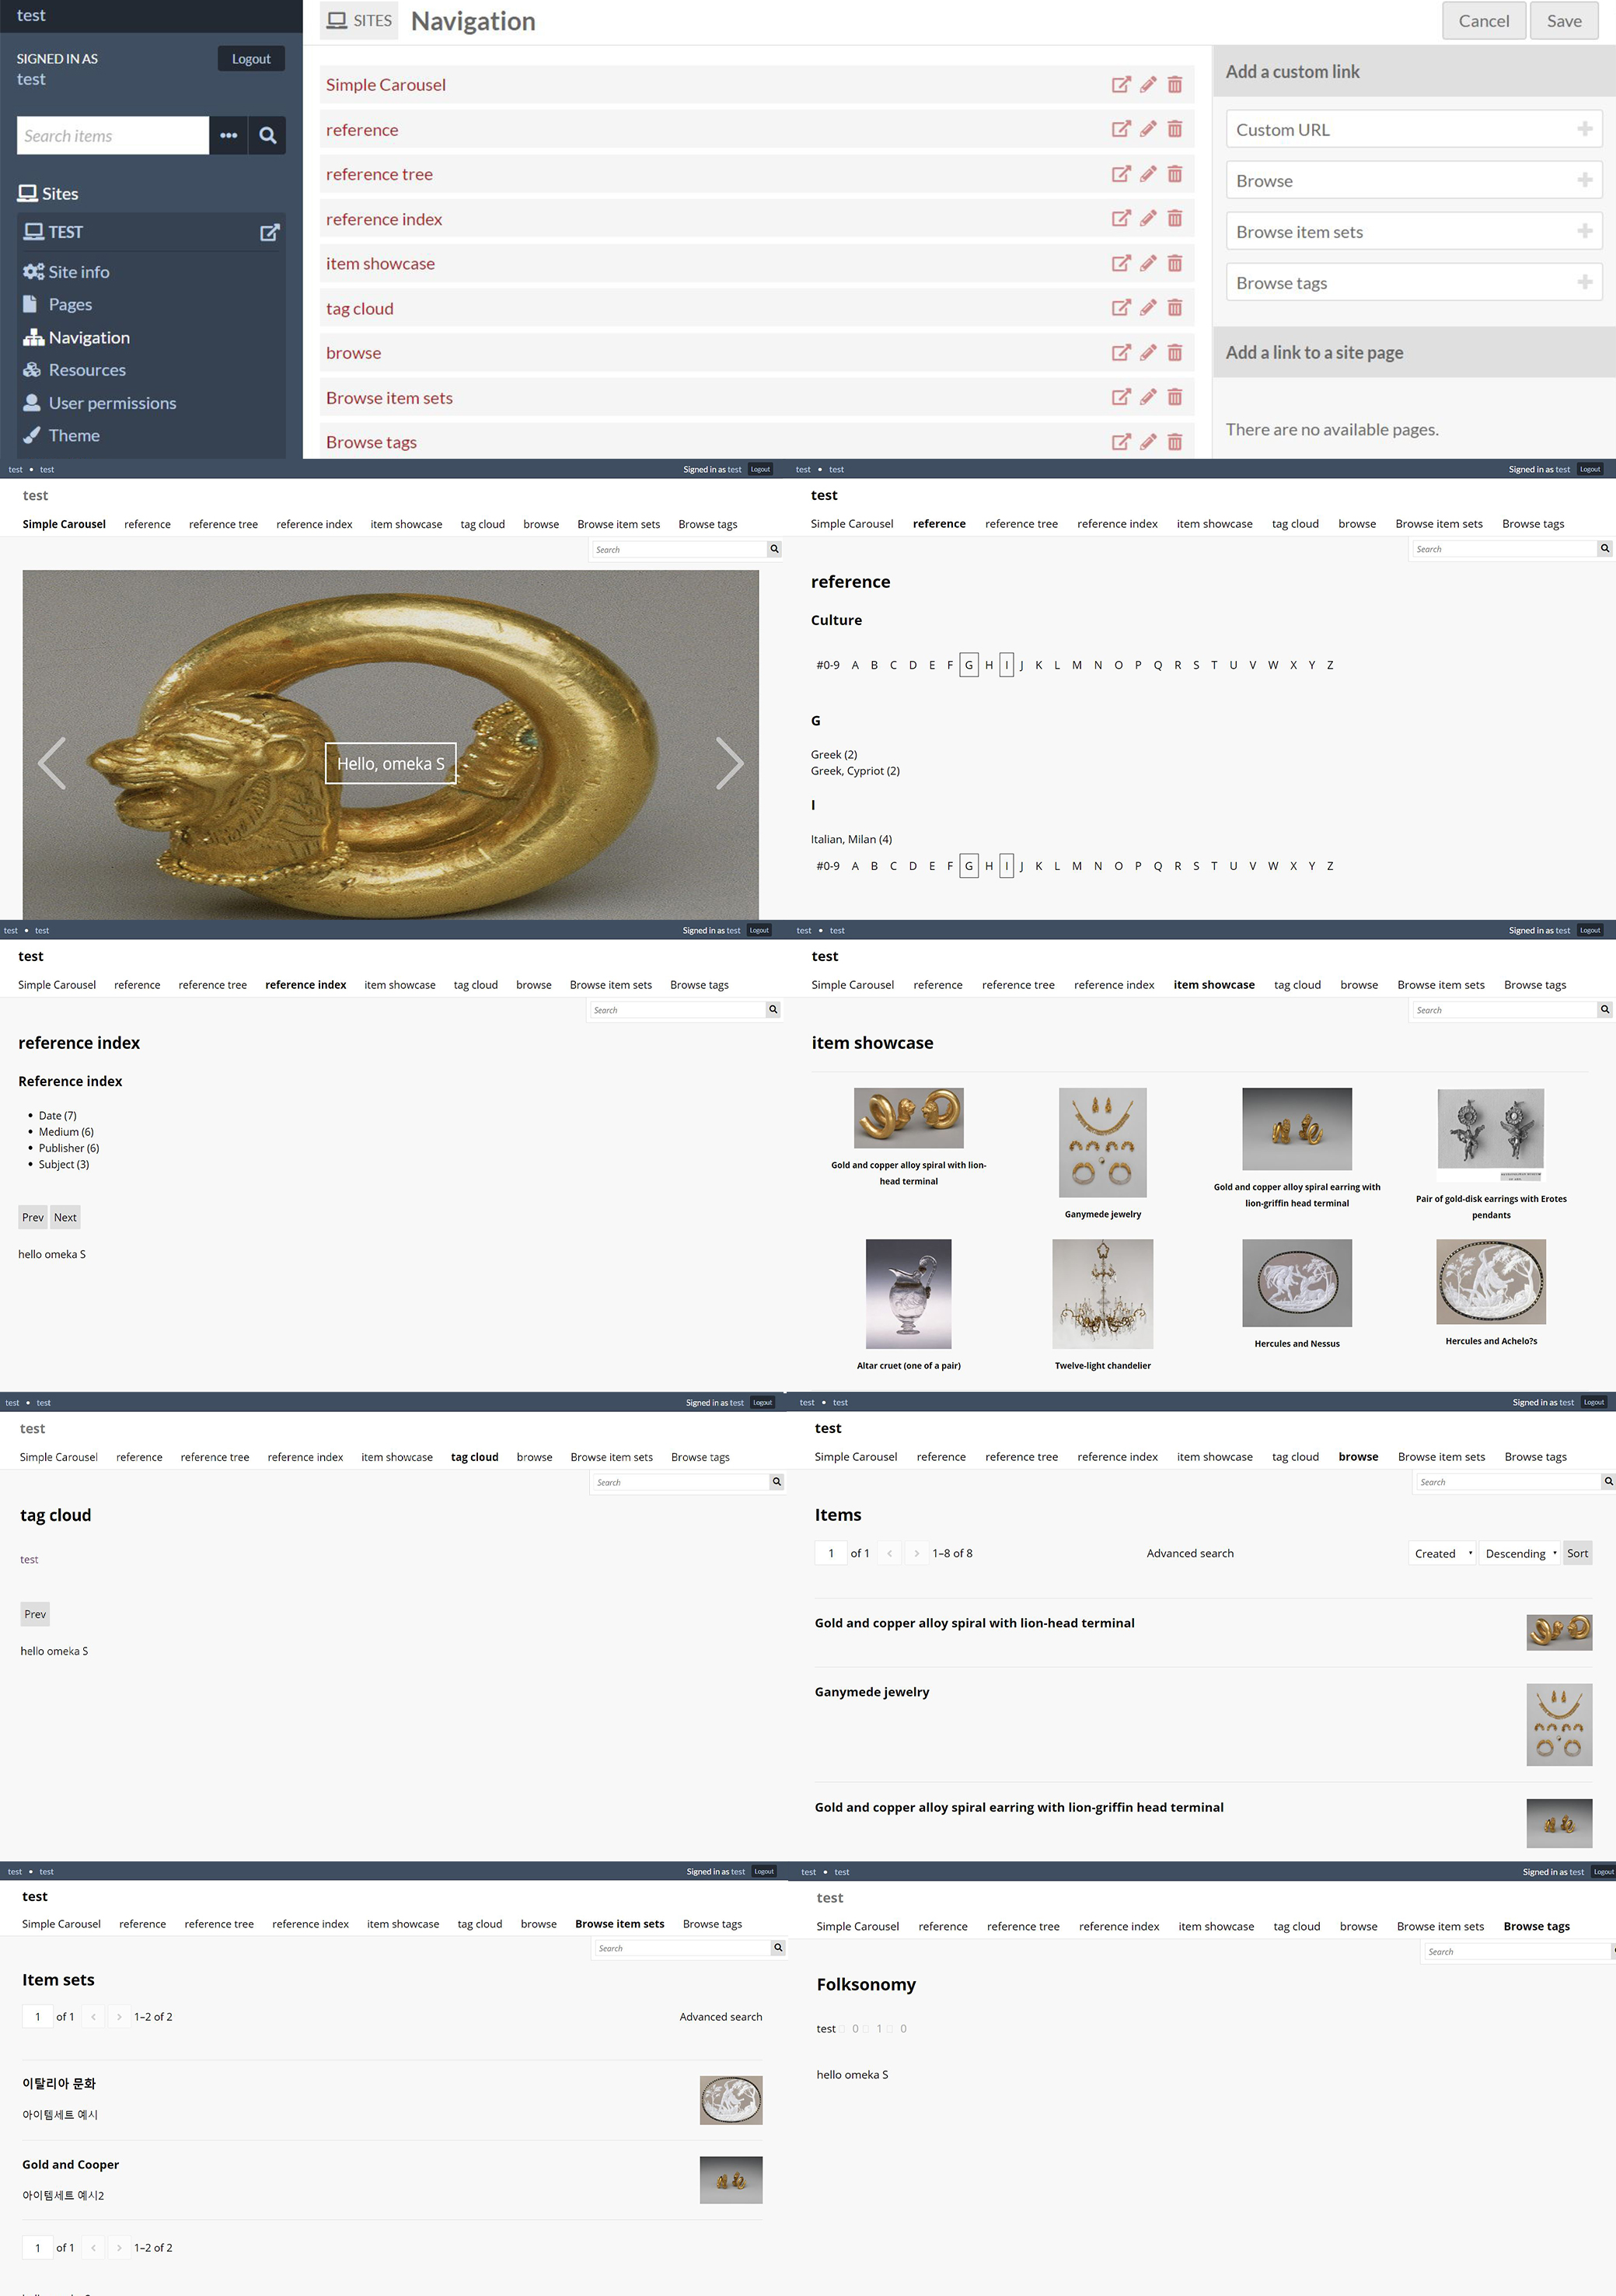 test
SIGNED IN AS
Logout
test
Search items
Sites
TEST
Site info
Pages
Navigation
Resources
User permissions
Theme
SITES
Navigation
Cancel
Save
Simple Carousel
reference
reference tree
reference index
item showcase
tag cloud
browse
Browse item sets
Browse tags
Add a custom link
Custom URL
Browse
Browse item sets
Browse tags
Add a link to a site page
There are no available pages.
test • test Signed in as test Logout
test
Simple Carousel reference reference tree reference index item showcase tag cloud browse Browse item sets Browse tags
Search
Hello, omeka S
test • test Signed in as test Logout
test
Simple Carousel reference reference tree reference index item showcase tag cloud browse Browse item sets Browse tags
Search
reference
Culture
#0-9 A B C D E F G H I J K L M N O P Q R S T U V W X Y Z
G
Greek (2)
Greek, Cypriot (2)
I
Italian, Milan (4)
#0-9 A B C D E F G H I J K L M N O P Q R S T U V W X Y Z
test • test Signed in as test Logout
test
Simple Carousel reference reference tree reference index item showcase tag cloud browse Browse item sets Browse tags
Search
reference index
Reference index
• Date (7)
• Medium (6)
• Publisher (6)
• Subject (3)
Prev Next
hello omeka S
test • test Signed in as test Logout
test
Simple Carousel reference reference tree reference index item showcase tag cloud browse Browse item sets Browse tags
Search
item showcase
Gold and copper alloy spiral with lion-
head terminal
Ganymede jewelry
Gold and copper alloy spiral earring with
lion-griffin head terminal
Pair of gold-disk earrings with Erotes
pendants
Altar cruet (one of a pair)
Twelve-light chandelier
Hercules and Nessus
Hercules and Achelo?s
test • test Signed in as test Logout
test
Simple Carousel reference reference tree reference index item showcase tag cloud browse Browse item sets Browse tags
Search
tag cloud
test
Prev
hello omeka S
test • test Signed in as test Logout
test
Simple Carousel reference reference tree reference index item showcase tag cloud browse Browse item sets Browse tags
Search
Items
1 of 1 < > 1–8 of 8 Advanced search Created Descending Sort
Gold and copper alloy spiral with lion-head terminal
Ganymede jewelry
Gold and copper alloy spiral earring with lion-griffin head terminal
test • test Signed in as test Logout
test
Simple Carousel reference reference tree reference index item showcase tag cloud browse Browse item sets Browse tags
Search
Item sets
1 of 1 < > 1–2 of 2 Advanced search
이탈리아 문화
아이템세트 예시
Gold and Cooper
아이템세트 예시2
1 of 1 < > 1–2 of 2
test • test Signed in as test Logout
test
Simple Carousel reference reference tree reference index item showcase tag cloud browse Browse item sets Browse tags
Search
Folksonomy
test 0 1 0
hello omeka S